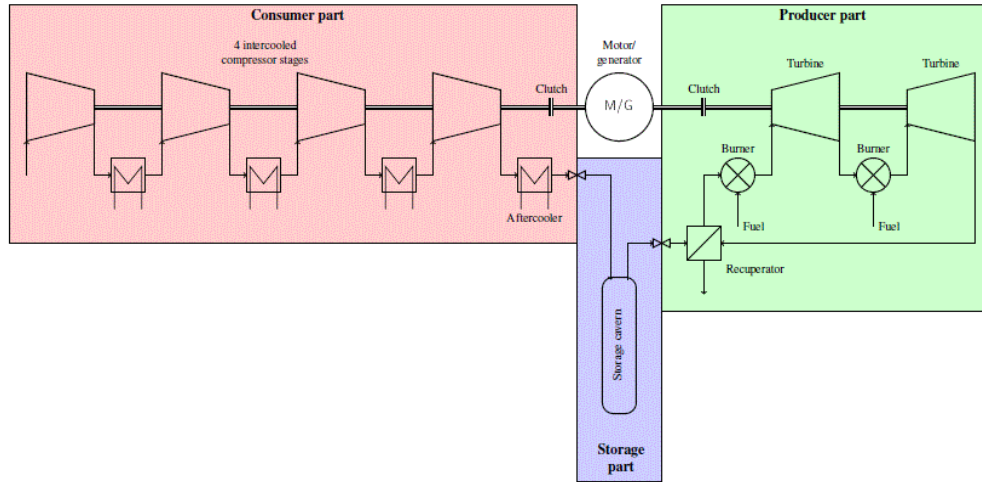 Consumer part
4 intercooled
compressor stages
Clutch
Aftercooler
Motor/
generator
M/G
Producer part
Clutch
Turbine
Turbine
Burner
Burner
Fuel
Fuel
Recuperator
Storage cavern
Storage
part